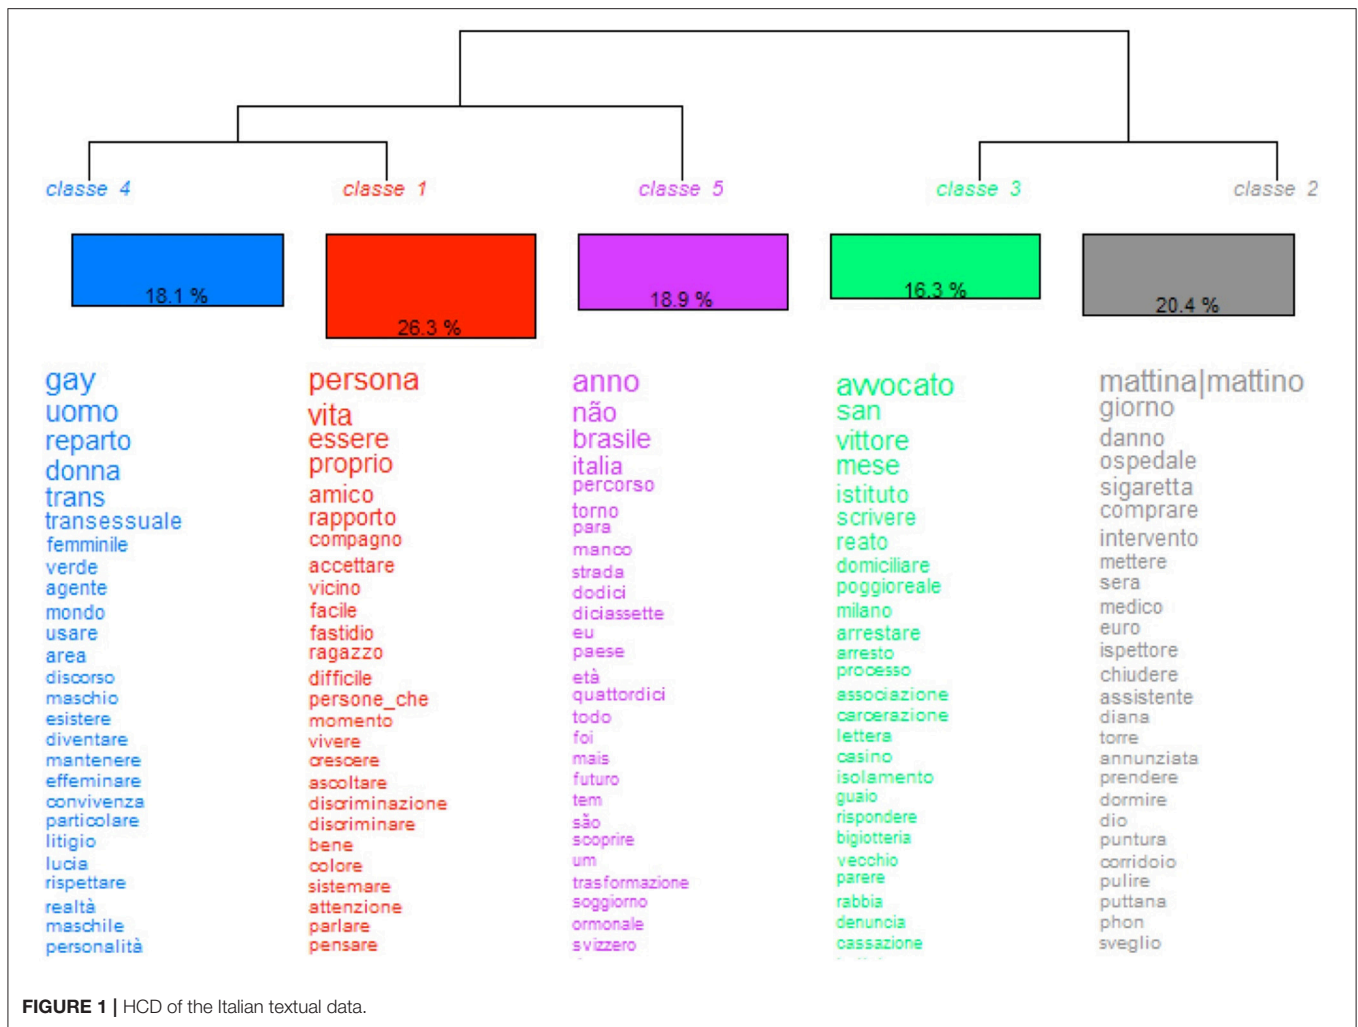 classe 4
classe 1
classe 5
classe 3
classe 2
18.1 %
26.3 %
18.9 %
16.3 %
20.4 %
gay
uomo
reparto
donna
trans
transessuale
femminile
verde
agente
mondo
usare
area
discorso
maschio
esistere
diventare
mantenere
effeminare
convivenza
particolare
litigio
lucia
rispettare
realtà
maschile
personalità
persona
vita
essere
proprio
amico
rapporto
compagno
accettare
vicino
facile
fastidio
ragazzo
difficile
persone_che
momento
vivere
crescere
ascoltare
discriminazione
discriminare
bene
colore
sistemare
attenzione
parlare
pensare
anno
não
brasile
italia
percorso
torno
para
manco
strada
dodici
diciassette
eu
paese
età
quattordici
todo
foi
mais
futuro
tem
são
scoprire
um
trasformazione
soggiorno
ormonale
svizzero
avvocato
san
vittore
mese
istituto
scrivere
reato
domiciliare
poggioreale
milano
arrestare
arresto
processo
associazione
carcerazione
lettera
casino
isolamento
guaio
rispondere
bigiotteria
vecchio
parere
rabbia
denuncia
cassazione
mattina|mattino
giorno
danno
ospedale
sigaretta
comprare
intervento
mettere
sera
medico
euro
ispettore
chiudere
assistente
diana
torre
annunziata
prendere
dormire
dio
puntura
corridoio
pulire
puttana
phon
sveglio
FIGURE 1 | HCD of the Italian textual data.